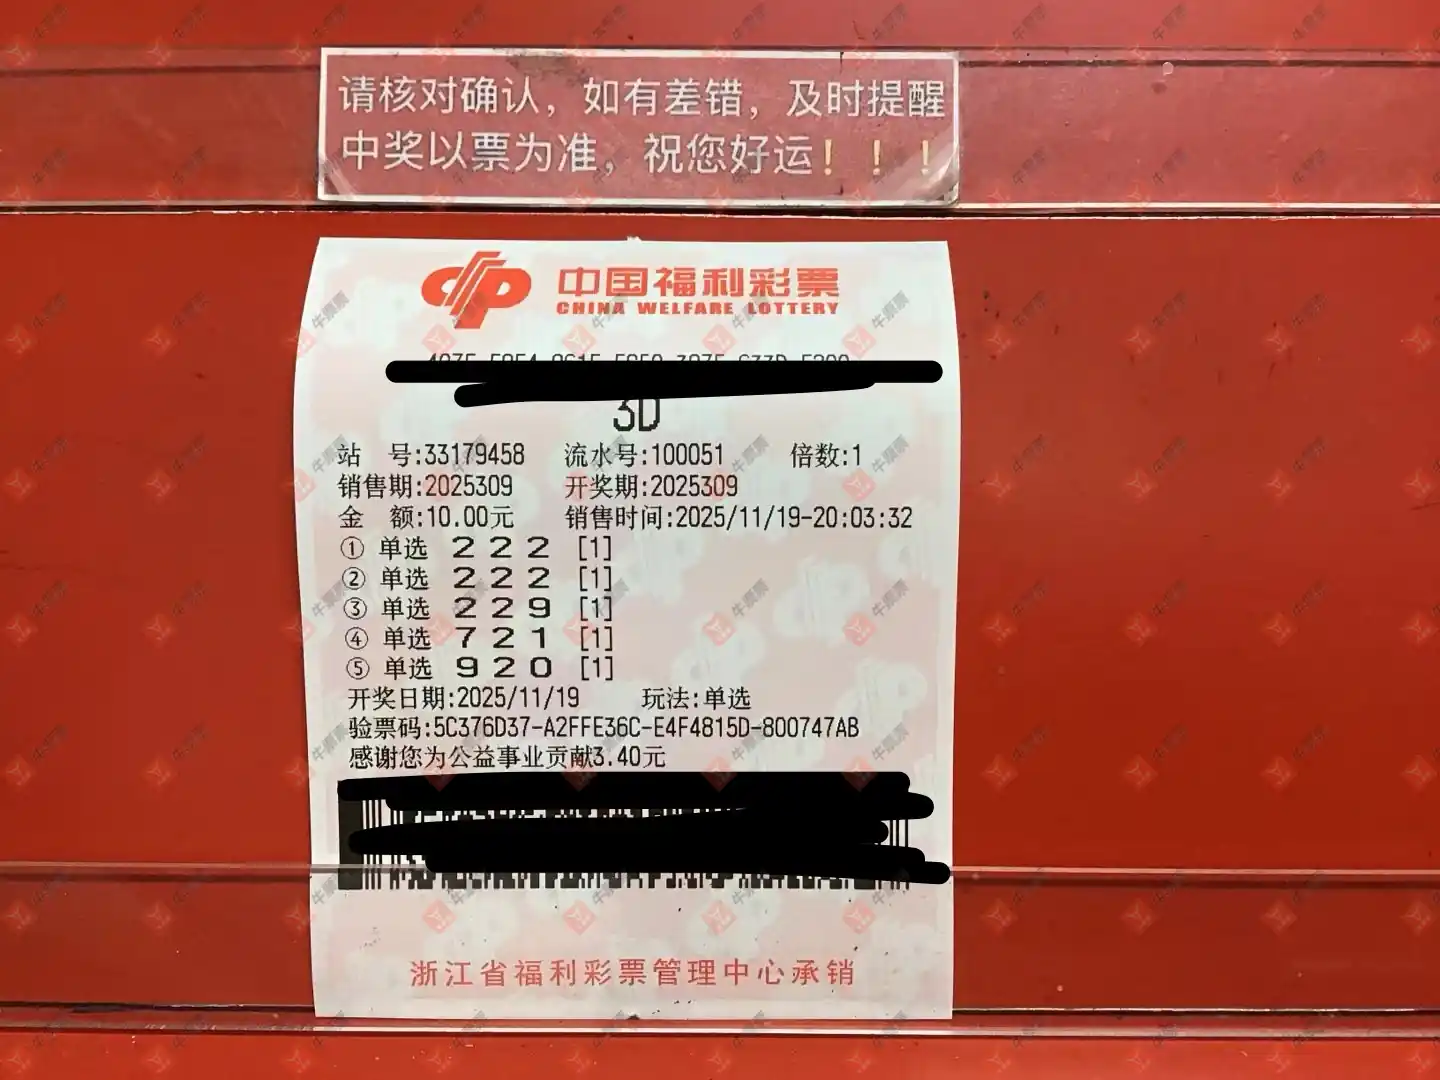 请核对确认，如有差错，及时提醒
中奖以票为准，祝您好运！！！
中国福利彩票
CHINA WELFARE LOTTERY
3D
站 号:33179458 流水号:100051 倍数:1
销售期:2025309 开奖期:2025309
金 额:10.00元 销售时间:2025/11/19-20:03:32
① 单选 2 2 2 [1]
② 单选 2 2 2 [1]
③ 单选 2 2 9 [1]
④ 单选 7 2 1 [1]
⑤ 单选 9 2 0 [1]
开奖日期:2025/11/19 玩法:单选
验票码:5C376D37-A2FFE36C-E4F4815D-800747AB
感谢您为公益事业贡献3.40元
浙江省福利彩票管理中心承销
牛票票